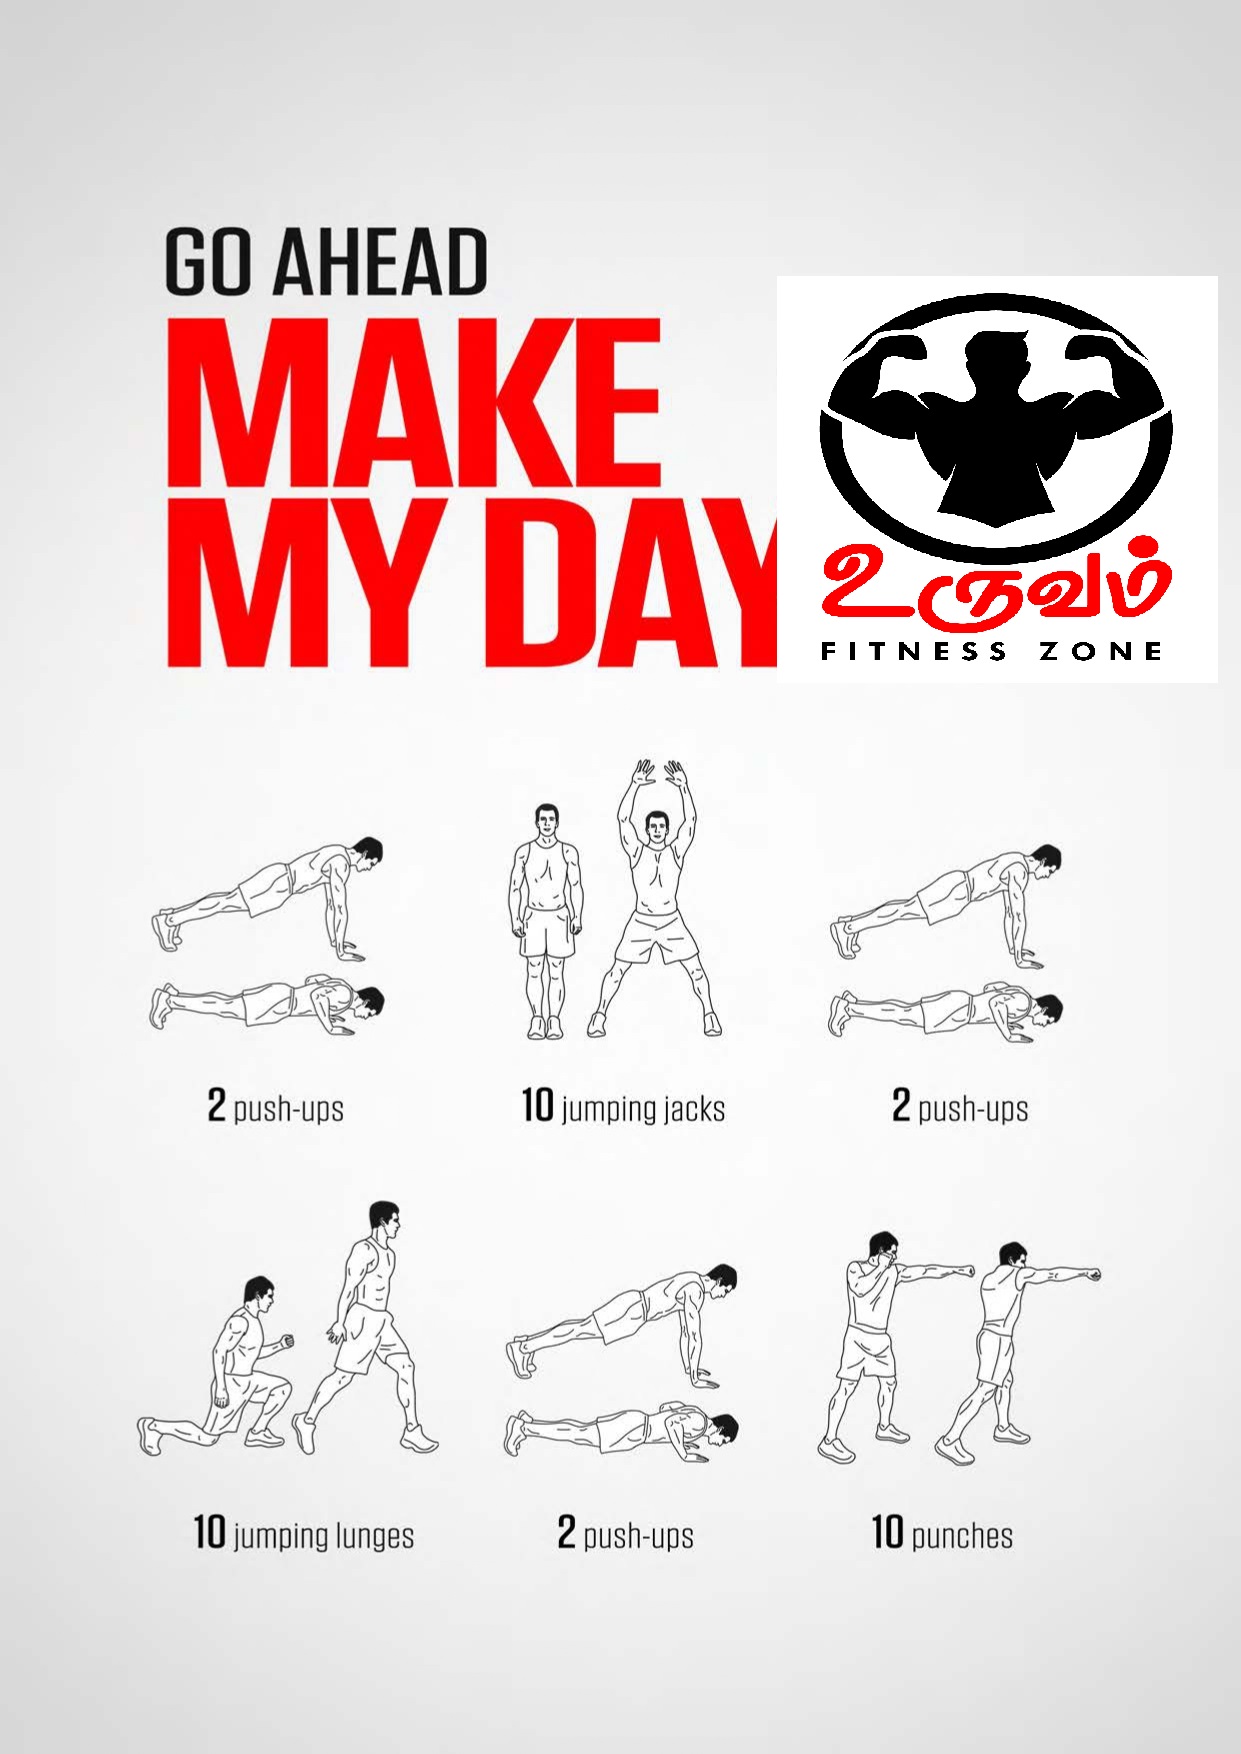 GO AHEAD
MAKE
MY DAY
உருவம்
FITNESS ZONE
2 push-ups
10 jumping jacks
2 push-ups
10 jumping lunges
2 push-ups
10 punches